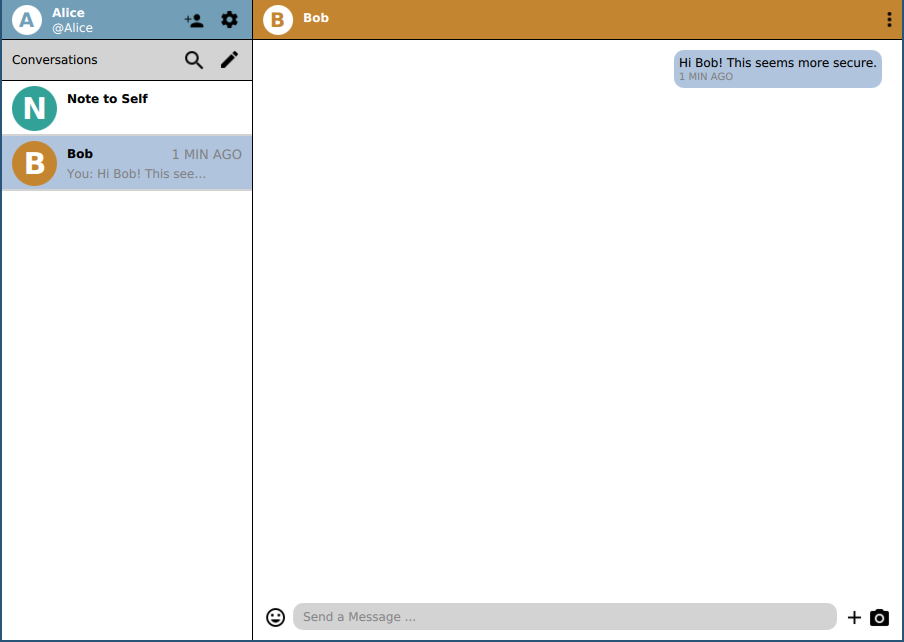 A
Alice
@Alice
Conversations
N
Note to Self
B
Bob
1 MIN AGO
You: Hi Bob! This see...
B
Bob
Hi Bob! This seems more secure.
1 MIN AGO
Send a Message ...